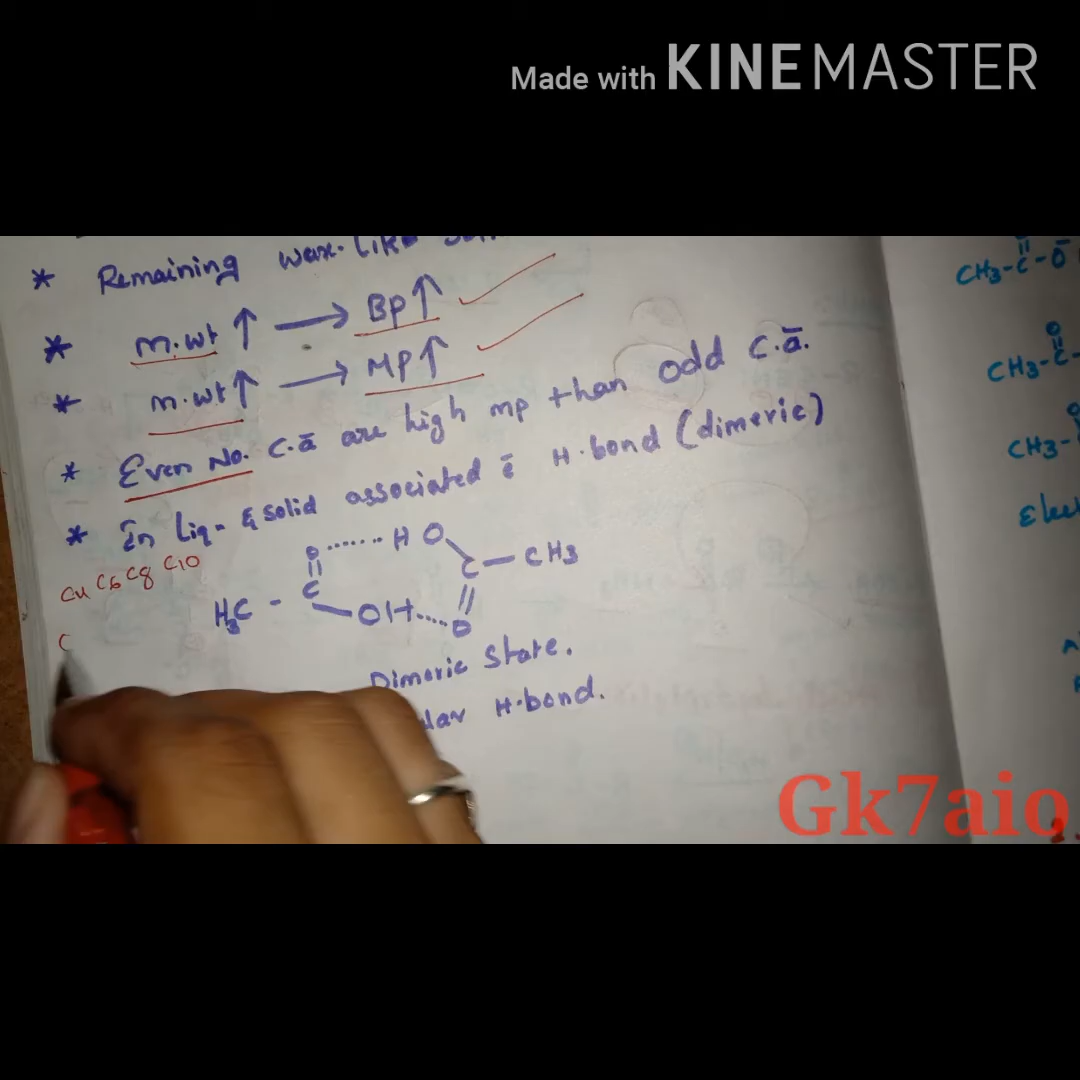 Made with KINEMASTER
* Remaining wax-like
* m.wt ↑ → BP ↑ ✓
* m.wt ↑ → MP ↑ ✓
* Even No. C.ā are high mp than odd C.ā.
* In Liq- & solid associated c̄ H.bond (dimeric)
C4 C6 C8 C10
C
O ...... H O
C
C - CH3
H3C - C
OH ..... O
Dimeric State.
H.bond.
CH3-C-Ō
O
CH3-C-
CH3-
Gk7aio